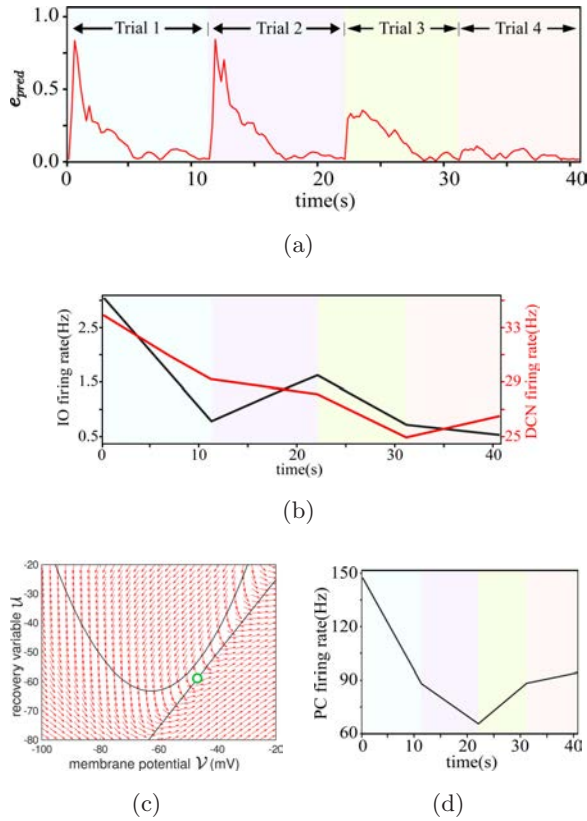 Trial 1 Trial 2 Trial 3 Trial 4
e_pred
1.0
0.5
0.0
0 10 20 30 40
time(s)
(a)
IO firing rate(Hz)
2.5
1.5
0.5
33
29
25
DCN firing rate(Hz)
0 10 20 30 40
time(s)
(b)
recovery variable u
-20
-30
-40
-50
-60
-70
-80
-100 -80 -60 -40 -20
membrane potential V (mV)
(c)
PC firing rate(Hz)
150
120
90
60
0 10 20 30 40
time(s)
(d)